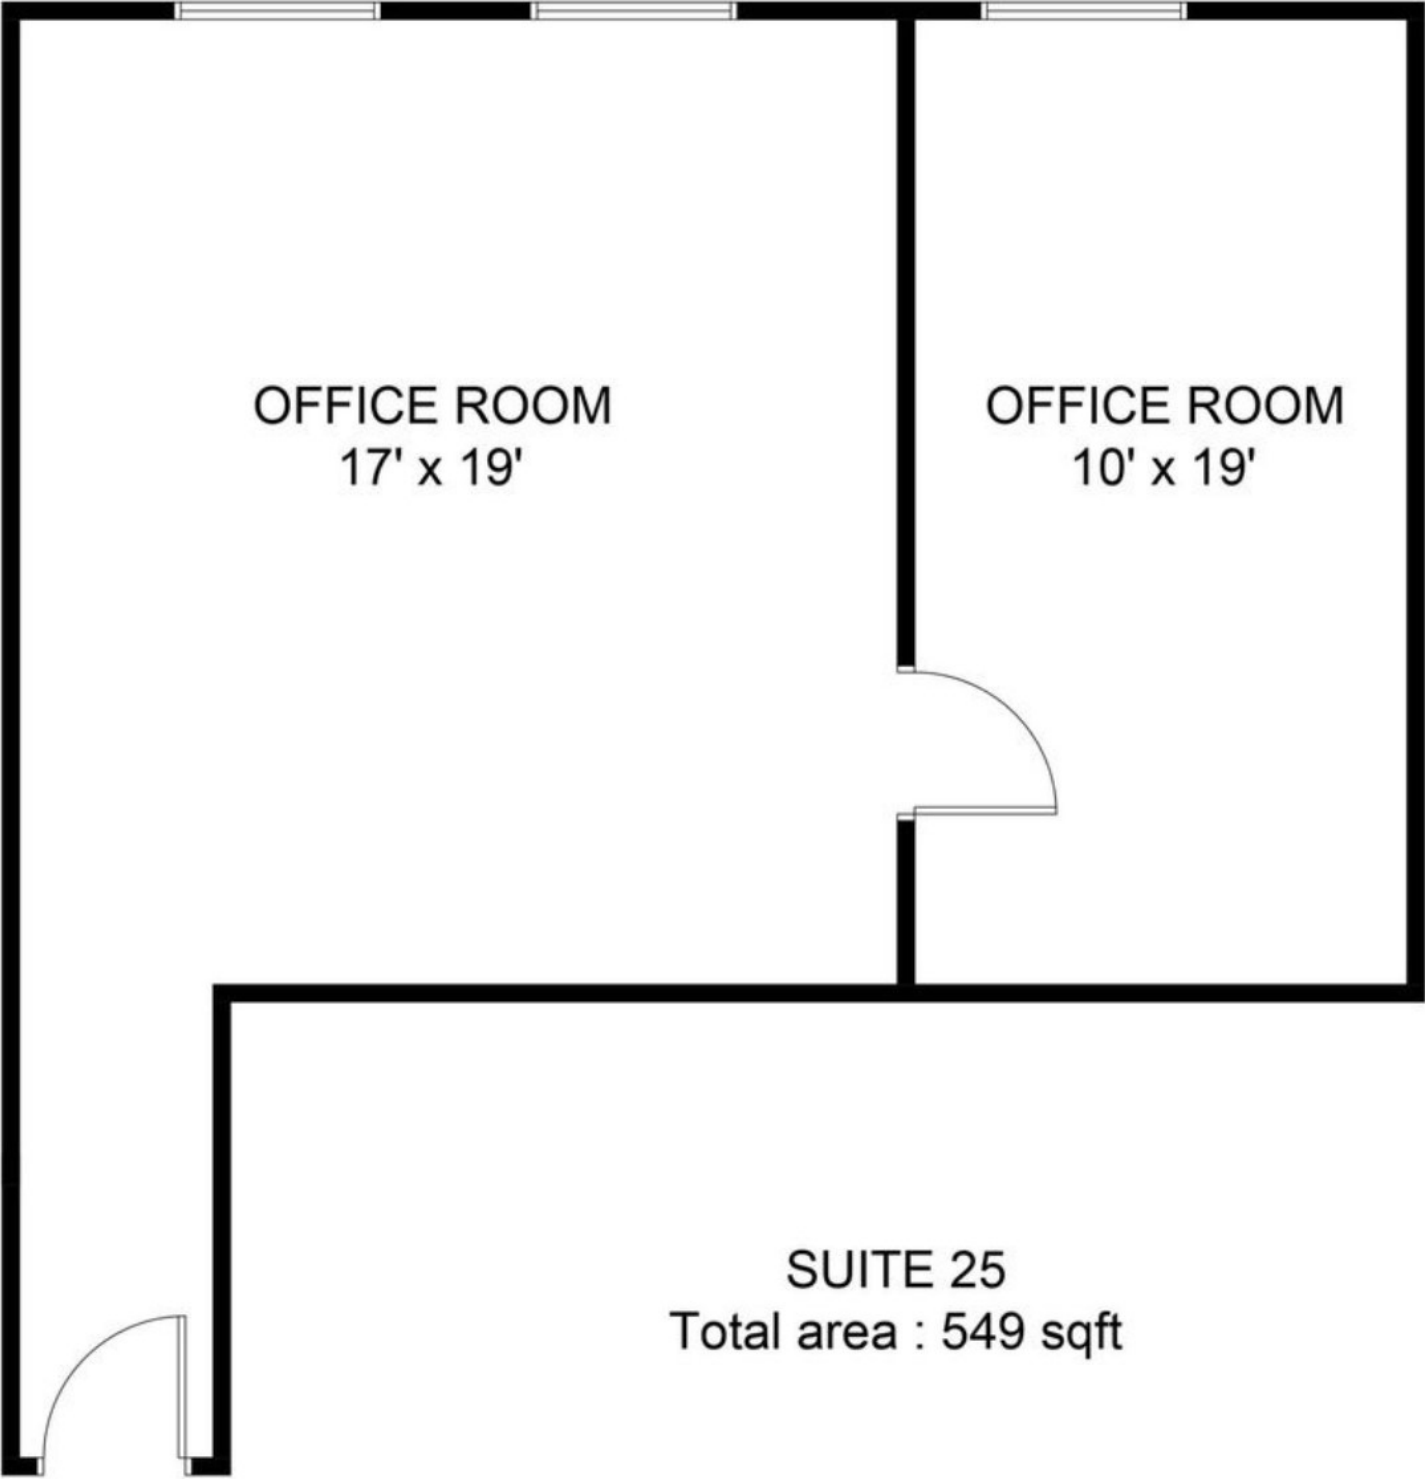 OFFICE ROOM
17' x 19'
OFFICE ROOM
10' x 19'
SUITE 25
Total area : 549 sqft